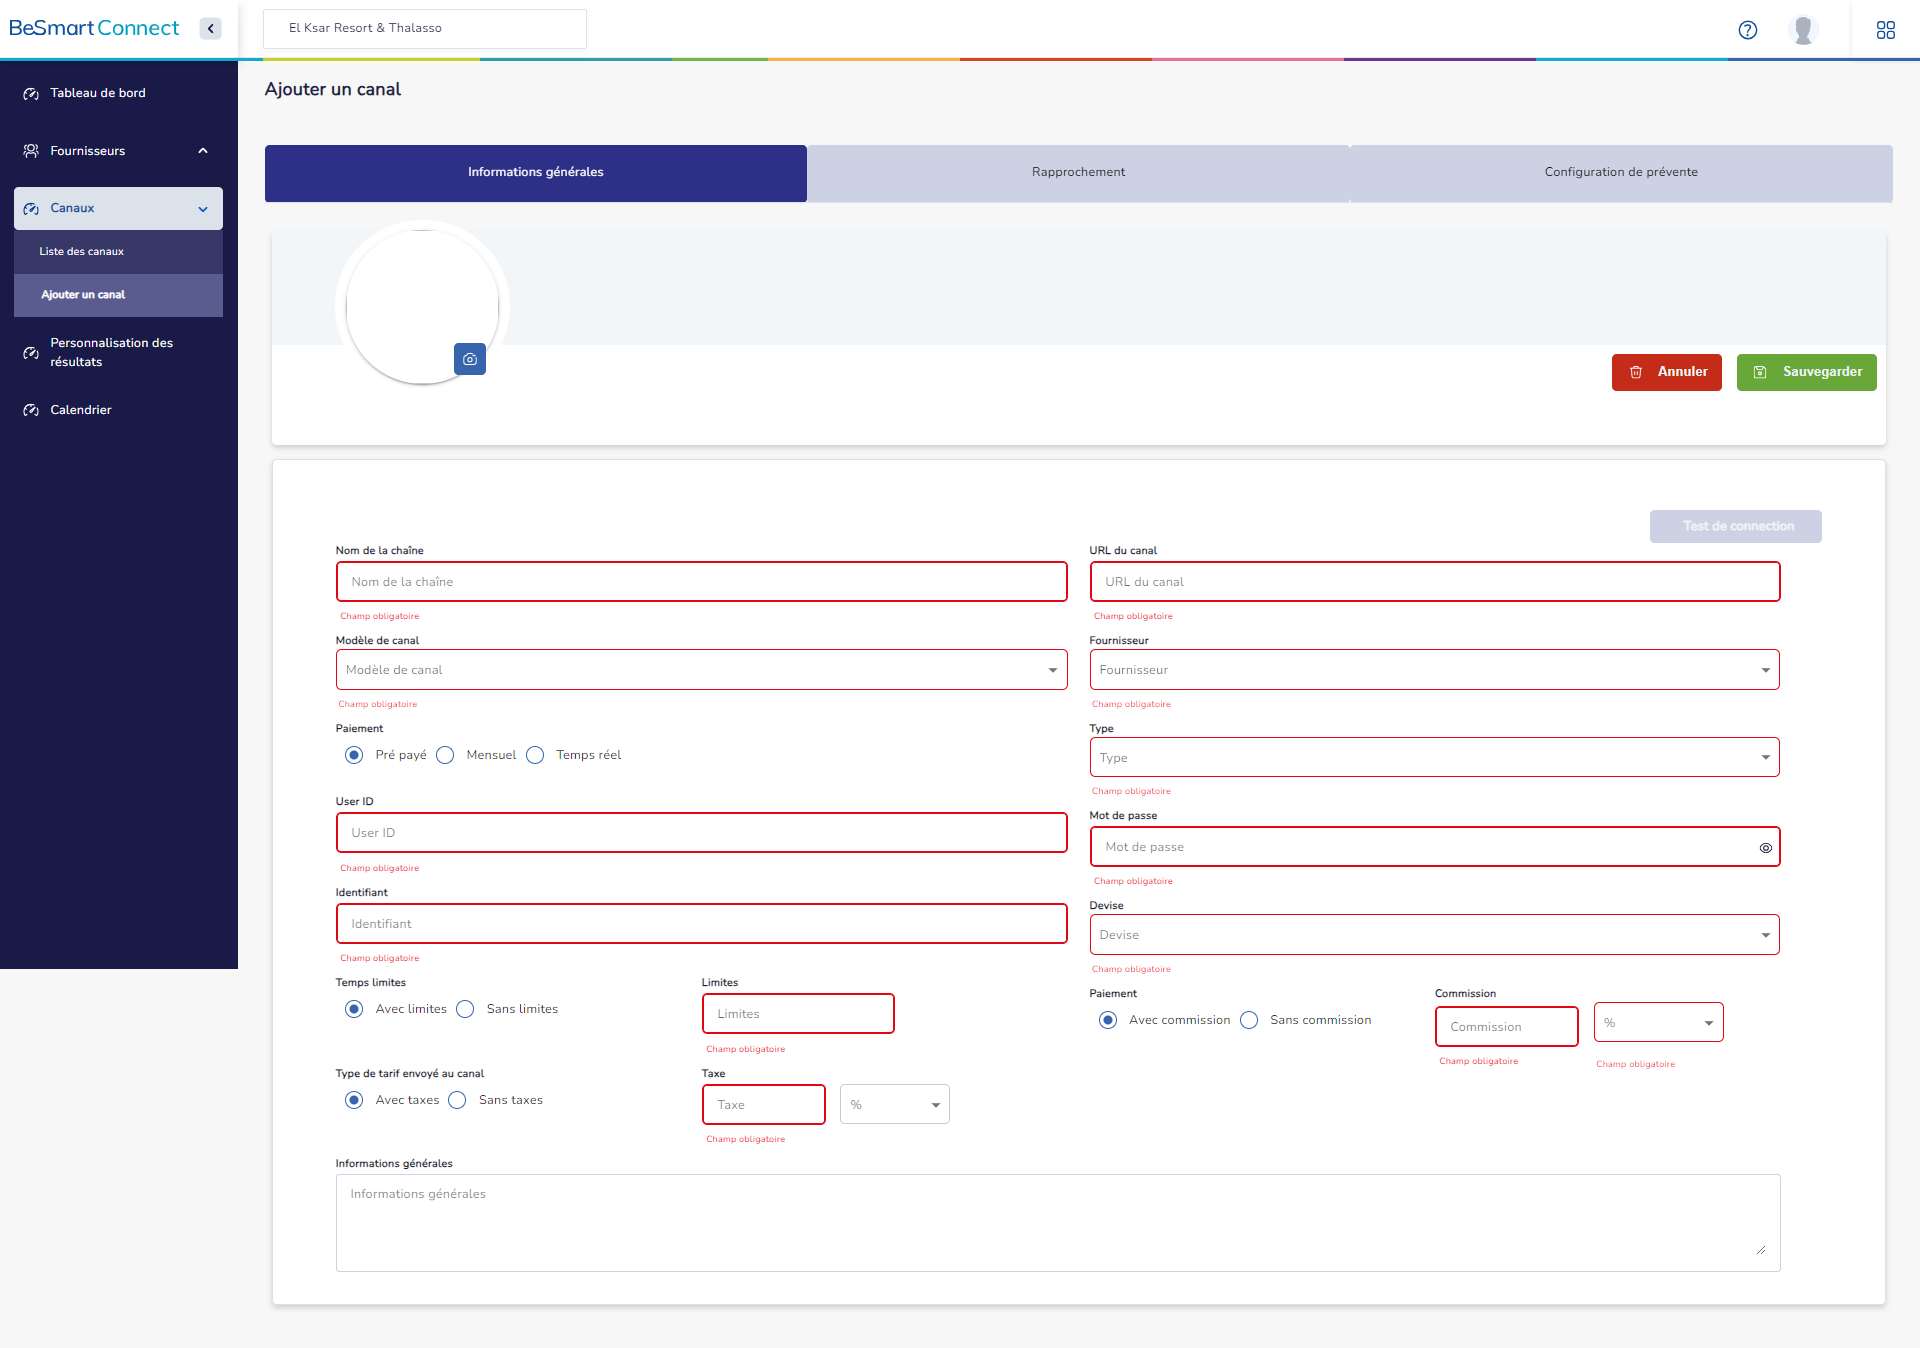 BeSmart Connect
El Ksar Resort & Thalasso
Tableau de bord
Fournisseurs
Canaux
Liste des canaux
Ajouter un canal
Personnalisation des
résultats
Calendrier
Ajouter un canal
Informations générales
Rapprochement
Configuration de prévente
Annuler
Sauvegarder
Test de connection
Nom de la chaîne
Nom de la chaîne
Champ obligatoire
URL du canal
URL du canal
Champ obligatoire
Modèle de canal
Modèle de canal
Champ obligatoire
Fournisseur
Fournisseur
Champ obligatoire
Paiement
Pré payé Mensuel Temps réel
Type
Type
Champ obligatoire
User ID
User ID
Champ obligatoire
Mot de passe
Mot de passe
Champ obligatoire
Identifiant
Identifiant
Champ obligatoire
Devise
Devise
Champ obligatoire
Temps limites
Avec limites Sans limites
Limites
Limites
Champ obligatoire
Paiement
Avec commission Sans commission
Commission
Commission
Champ obligatoire
%
Champ obligatoire
Type de tarif envoyé au canal
Avec taxes Sans taxes
Taxe
Taxe
Champ obligatoire
%
Informations générales
Informations générales